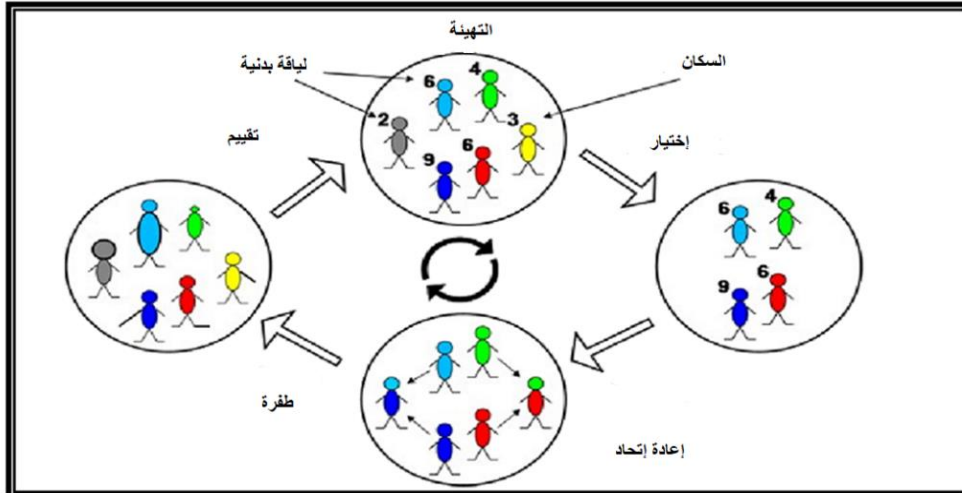 التهيئة
لياقة بدنية
السكان
6
4
2
3
9
6
تقييم
إختيار
6
4
9
6
طفرة
إعادة إتحاد